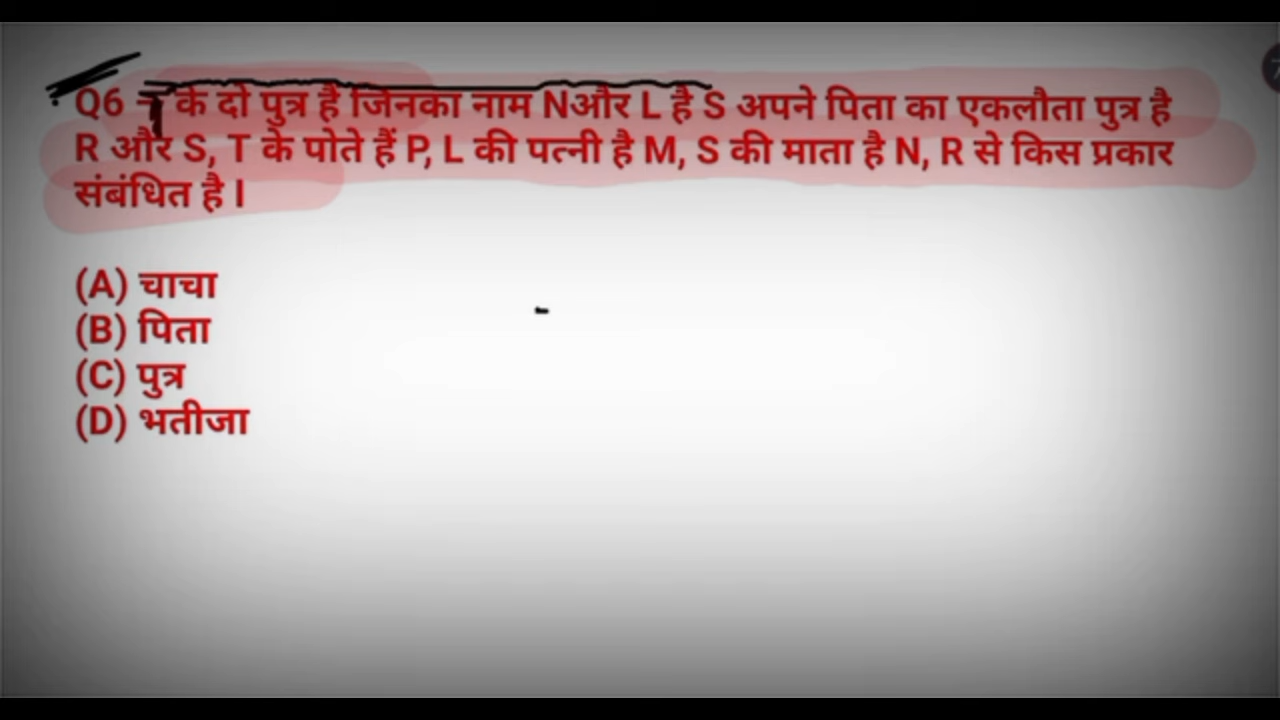 Q6 T के दो पुत्र है जिनका नाम Nऔर L है S अपने पिता का एकलौता पुत्र है
R और S, T के पोते हैं P, L की पत्नी है M, S की माता है N, R से किस प्रकार
संबंधित है I
(A) चाचा
(B) पिता
(C) पुत्र
(D) भतीजा